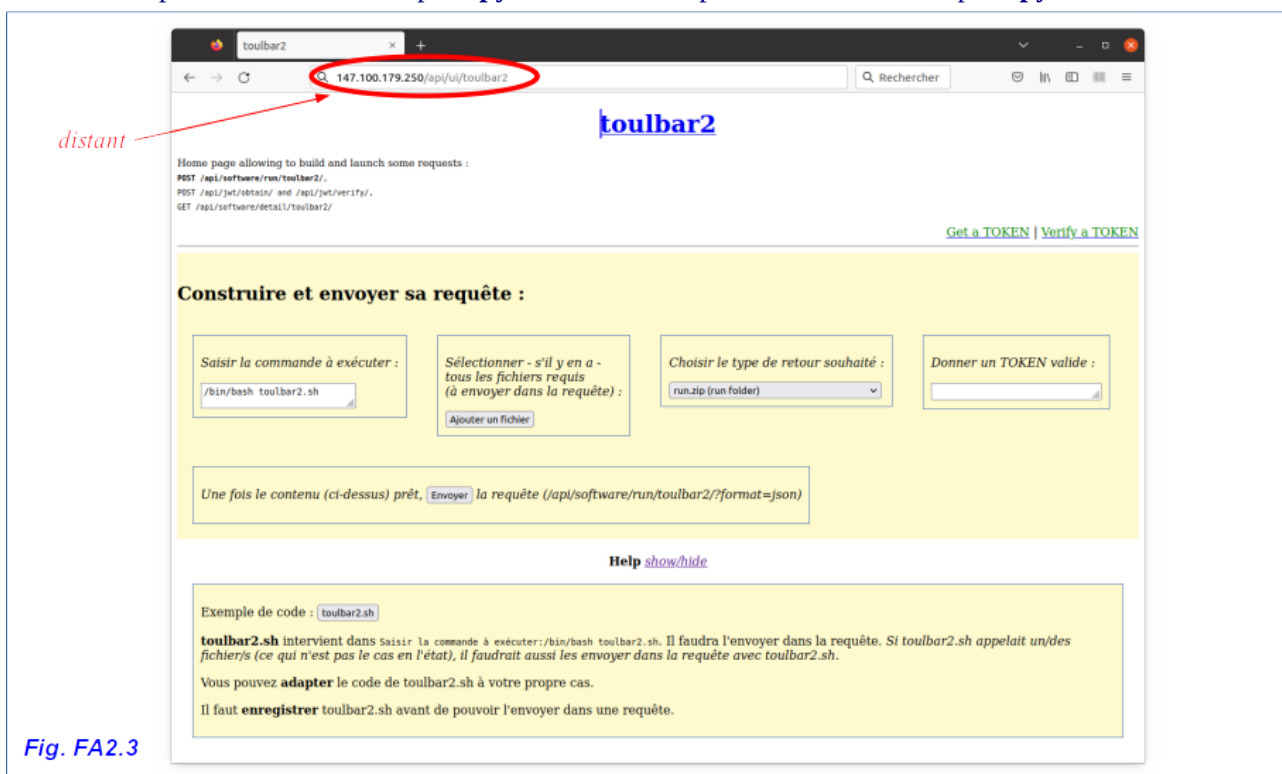 toulbar2
147.100.179.250/api/ui/toulbar2
Rechercher
distant
toulbar2
Home page allowing to build and launch some requests :
POST /api/software/run/toulbar2/,
POST /api/jwt/obtain/ and /api/jwt/verify/,
GET /api/software/detail/toulbar2/
Get a TOKEN | Verify a TOKEN
Construire et envoyer sa requête :
Saisir la commande à exécuter :
/bin/bash toulbar2.sh
Sélectionner - s'il y en a -
tous les fichiers requis
(à envoyer dans la requête) :
Ajouter un fichier
Choisir le type de retour souhaité :
run.zip (run folder)
Donner un TOKEN valide :
Une fois le contenu (ci-dessus) prêt, Envoyer la requête (/api/software/run/toulbar2/?format=json)
Help show/hide
Exemple de code : toulbar2.sh
toulbar2.sh intervient dans Saisir la commande à exécuter:/bin/bash toulbar2.sh. Il faudra l'envoyer dans la requête. Si toulbar2.sh appelait un/des
fichier/s (ce qui n'est pas le cas en l'état), il faudrait aussi les envoyer dans la requête avec toulbar2.sh.
Vous pouvez adapter le code de toulbar2.sh à votre propre cas.
Il faut enregistrer toulbar2.sh avant de pouvoir l'envoyer dans une requête.
Fig. FA2.3